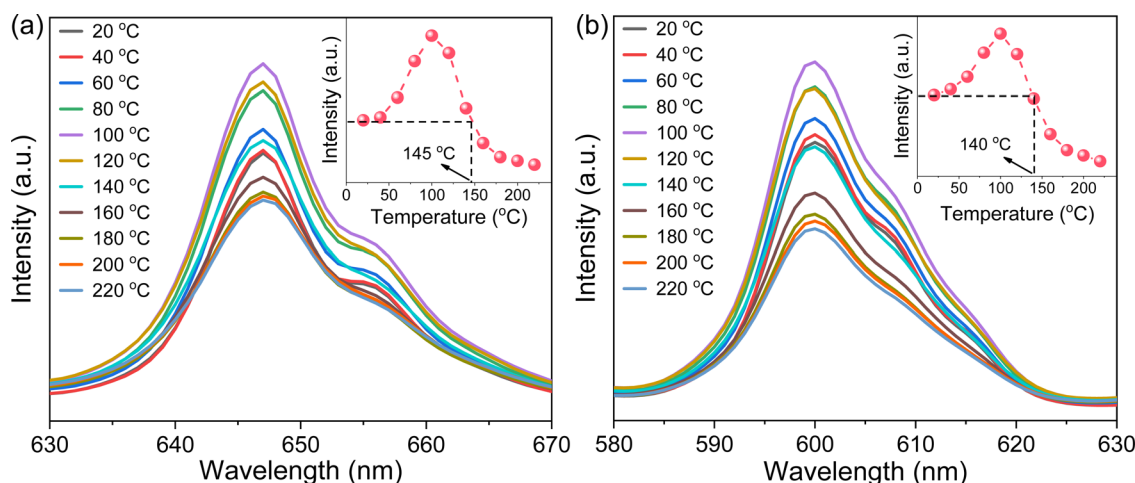 (a)
20 °C
40 °C
60 °C
80 °C
100 °C
120 °C
140 °C
160 °C
180 °C
200 °C
220 °C
Intensity (a.u.)
630 640 650 660 670
Wavelength (nm)
Intensity (a.u.)
145 °C
0 50 100 150 200
Temperature (°C)
(b)
20 °C
40 °C
60 °C
80 °C
100 °C
120 °C
140 °C
160 °C
180 °C
200 °C
220 °C
Intensity (a.u.)
580 590 600 610 620 630
Wavelength (nm)
Intensity (a.u.)
140 °C
0 50 100 150 200
Temperature (°C)